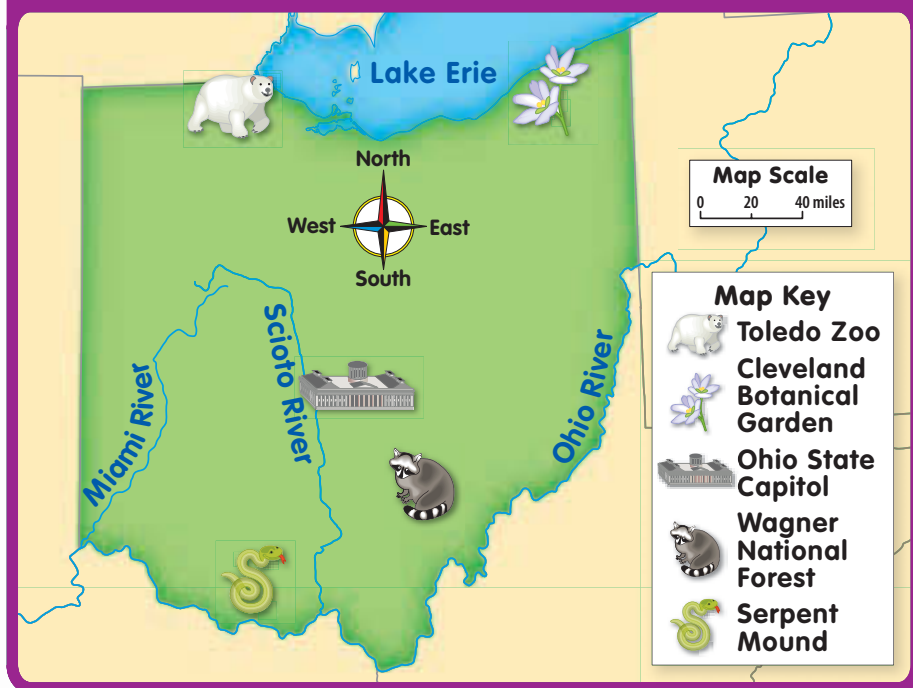 Lake Erie
North
West
East
South
Map Scale
0 20 40 miles
Scioto River
Miami River
Ohio River
Map Key
Toledo Zoo
Cleveland
Botanical
Garden
Ohio State
Capitol
Wagner
National
Forest
Serpent
Mound